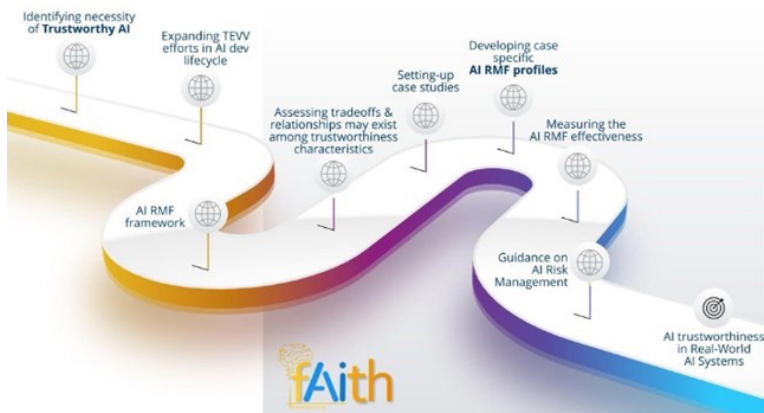 Identifying necessity
of Trustworthy AI
Expanding TEVV
efforts in AI dev
lifecycle
AI RMF
framework
Assessing tradeoffs &
relationships may exist
among trustworthiness
characteristics
Setting-up
case studies
Developing case
specific
AI RMF profiles
Measuring the
AI RMF effectiveness
Guidance on
AI Risk
Management
AI trustworthiness
in Real-World
AI Systems
fAith